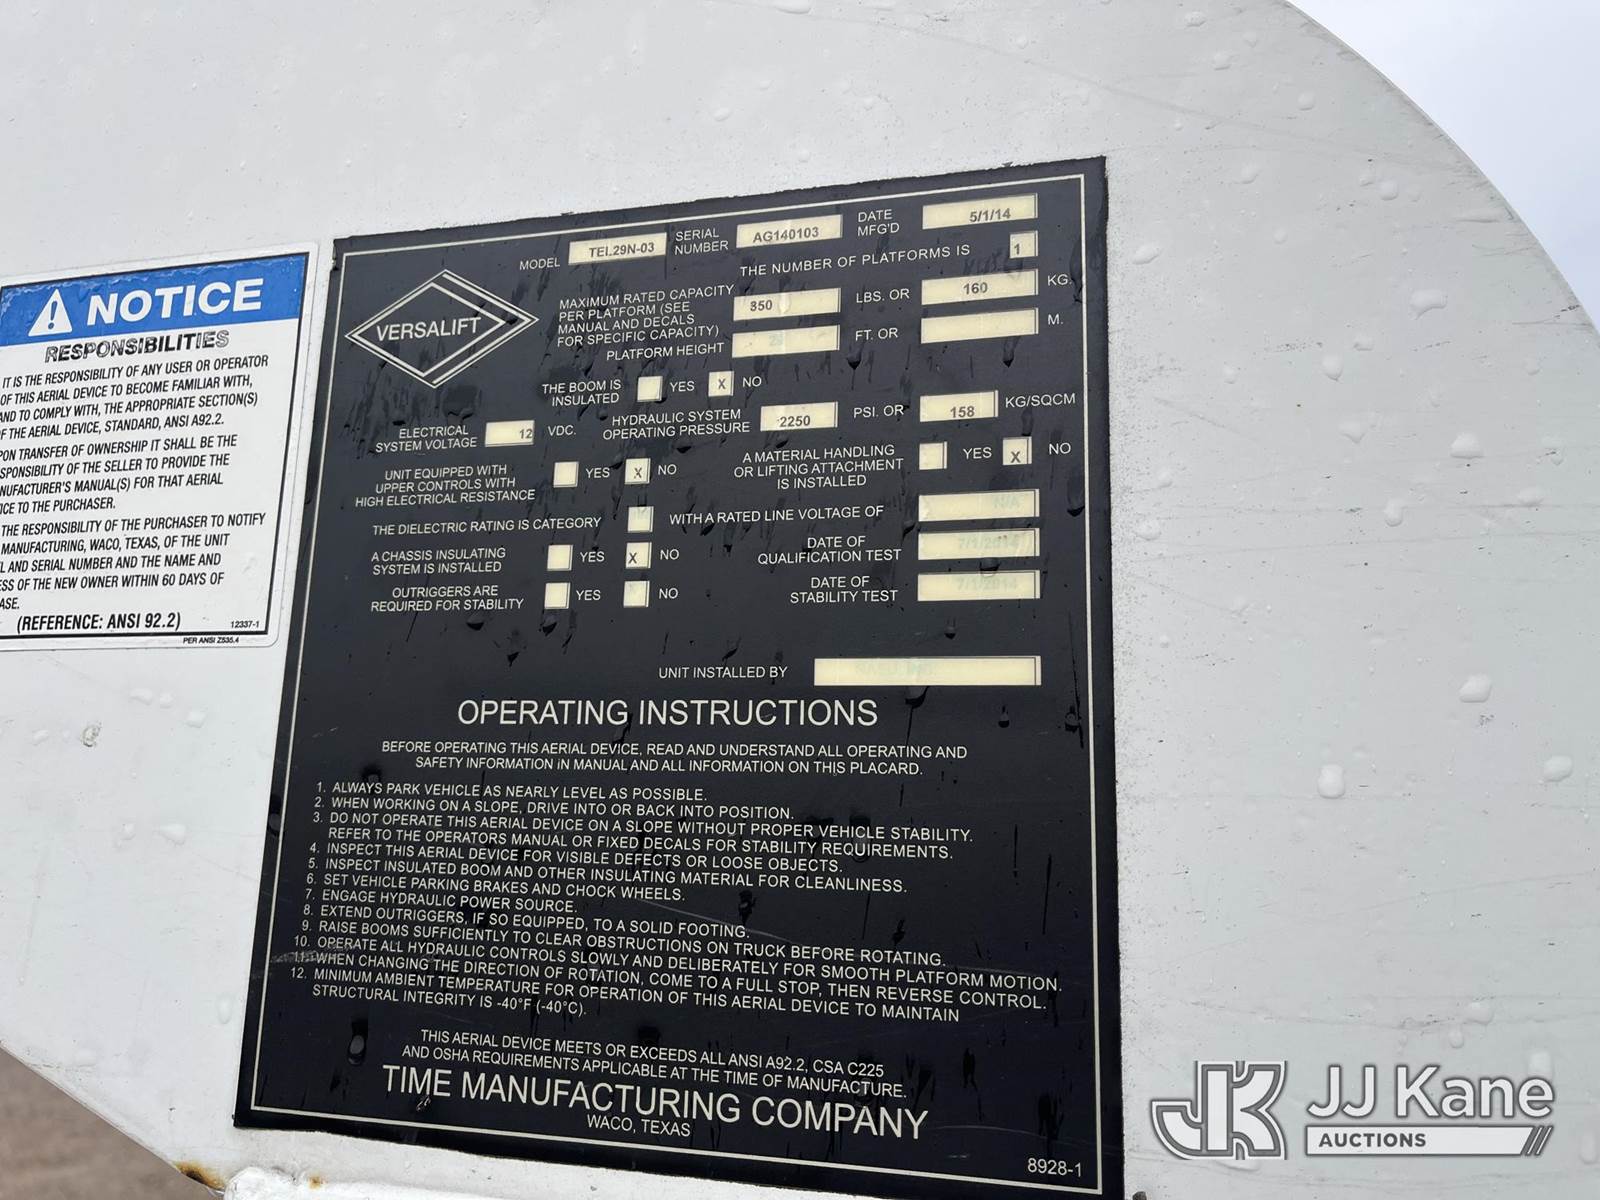 NOTICE
RESPONSIBILITIES
IT IS THE RESPONSIBILITY OF ANY USER OR OPERATOR
OF THIS AERIAL DEVICE TO BECOME FAMILIAR WITH,
AND TO COMPLY WITH, THE APPROPRIATE SECTION(S)
OF THE AERIAL DEVICE, STANDARD, ANSI A92.2.
PON TRANSFER OF OWNERSHIP IT SHALL BE THE
SPONSIBILITY OF THE SELLER TO PROVIDE THE
NUFACTURER'S MANUAL(S) FOR THAT AERIAL
ICE TO THE PURCHASER.
THE RESPONSIBILITY OF THE PURCHASER TO NOTIFY
MANUFACTURING, WACO, TEXAS, OF THE UNIT
L AND SERIAL NUMBER AND THE NAME AND
ESS OF THE NEW OWNER WITHIN 60 DAYS OF
ASE.
(REFERENCE: ANSI 92.2)
12337-1
PER ANSI Z535.4
VERSALIFT
MODEL TEL29N-03 SERIAL NUMBER AG140103 DATE MFG'D 5/1/14
THE NUMBER OF PLATFORMS IS 1
MAXIMUM RATED CAPACITY
PER PLATFORM (SEE
MANUAL AND DECALS
FOR SPECIFIC CAPACITY) 350 LBS. OR 160 KG.
PLATFORM HEIGHT FT. OR M.
THE BOOM IS INSULATED YES X NO
ELECTRICAL SYSTEM VOLTAGE 12 VDC. HYDRAULIC SYSTEM OPERATING PRESSURE 2250 PSI. OR 158 KG/SQCM
UNIT EQUIPPED WITH
UPPER CONTROLS WITH
HIGH ELECTRICAL RESISTANCE YES X NO
A MATERIAL HANDLING
OR LIFTING ATTACHMENT
IS INSTALLED YES X NO
THE DIELECTRIC RATING IS CATEGORY WITH A RATED LINE VOLTAGE OF N/A
A CHASSIS INSULATING
SYSTEM IS INSTALLED YES X NO
DATE OF
QUALIFICATION TEST 7/1/2014
OUTRIGGERS ARE
REQUIRED FOR STABILITY YES NO
DATE OF
STABILITY TEST 7/1/2014
UNIT INSTALLED BY
OPERATING INSTRUCTIONS
BEFORE OPERATING THIS AERIAL DEVICE, READ AND UNDERSTAND ALL OPERATING AND
SAFETY INFORMATION IN MANUAL AND ALL INFORMATION ON THIS PLACARD.
1. ALWAYS PARK VEHICLE AS NEARLY LEVEL AS POSSIBLE.
2. WHEN WORKING ON A SLOPE, DRIVE INTO OR BACK INTO POSITION.
3. DO NOT OPERATE THIS AERIAL DEVICE ON A SLOPE WITHOUT PROPER VEHICLE STABILITY.
REFER TO THE OPERATORS MANUAL OR FIXED DECALS FOR STABILITY REQUIREMENTS.
4. INSPECT THIS AERIAL DEVICE FOR VISIBLE DEFECTS OR LOOSE OBJECTS.
5. INSPECT INSULATED BOOM AND OTHER INSULATING MATERIAL FOR CLEANLINESS.
6. SET VEHICLE PARKING BRAKES AND CHOCK WHEELS.
7. ENGAGE HYDRAULIC POWER SOURCE.
8. EXTEND OUTRIGGERS, IF SO EQUIPPED, TO A SOLID FOOTING.
9. RAISE BOOMS SUFFICIENTLY TO CLEAR OBSTRUCTIONS ON TRUCK BEFORE ROTATING.
10. OPERATE ALL HYDRAULIC CONTROLS SLOWLY AND DELIBERATELY FOR SMOOTH PLATFORM MOTION.
11. WHEN CHANGING THE DIRECTION OF ROTATION, COME TO A FULL STOP, THEN REVERSE CONTROL.
12. MINIMUM AMBIENT TEMPERATURE FOR OPERATION OF THIS AERIAL DEVICE TO MAINTAIN
STRUCTURAL INTEGRITY IS -40°F (-40°C).
THIS AERIAL DEVICE MEETS OR EXCEEDS ALL ANSI A92.2, CSA C225
AND OSHA REQUIREMENTS APPLICABLE AT THE TIME OF MANUFACTURE.
TIME MANUFACTURING COMPANY
WACO, TEXAS
8928-1
JJ Kane
AUCTIONS